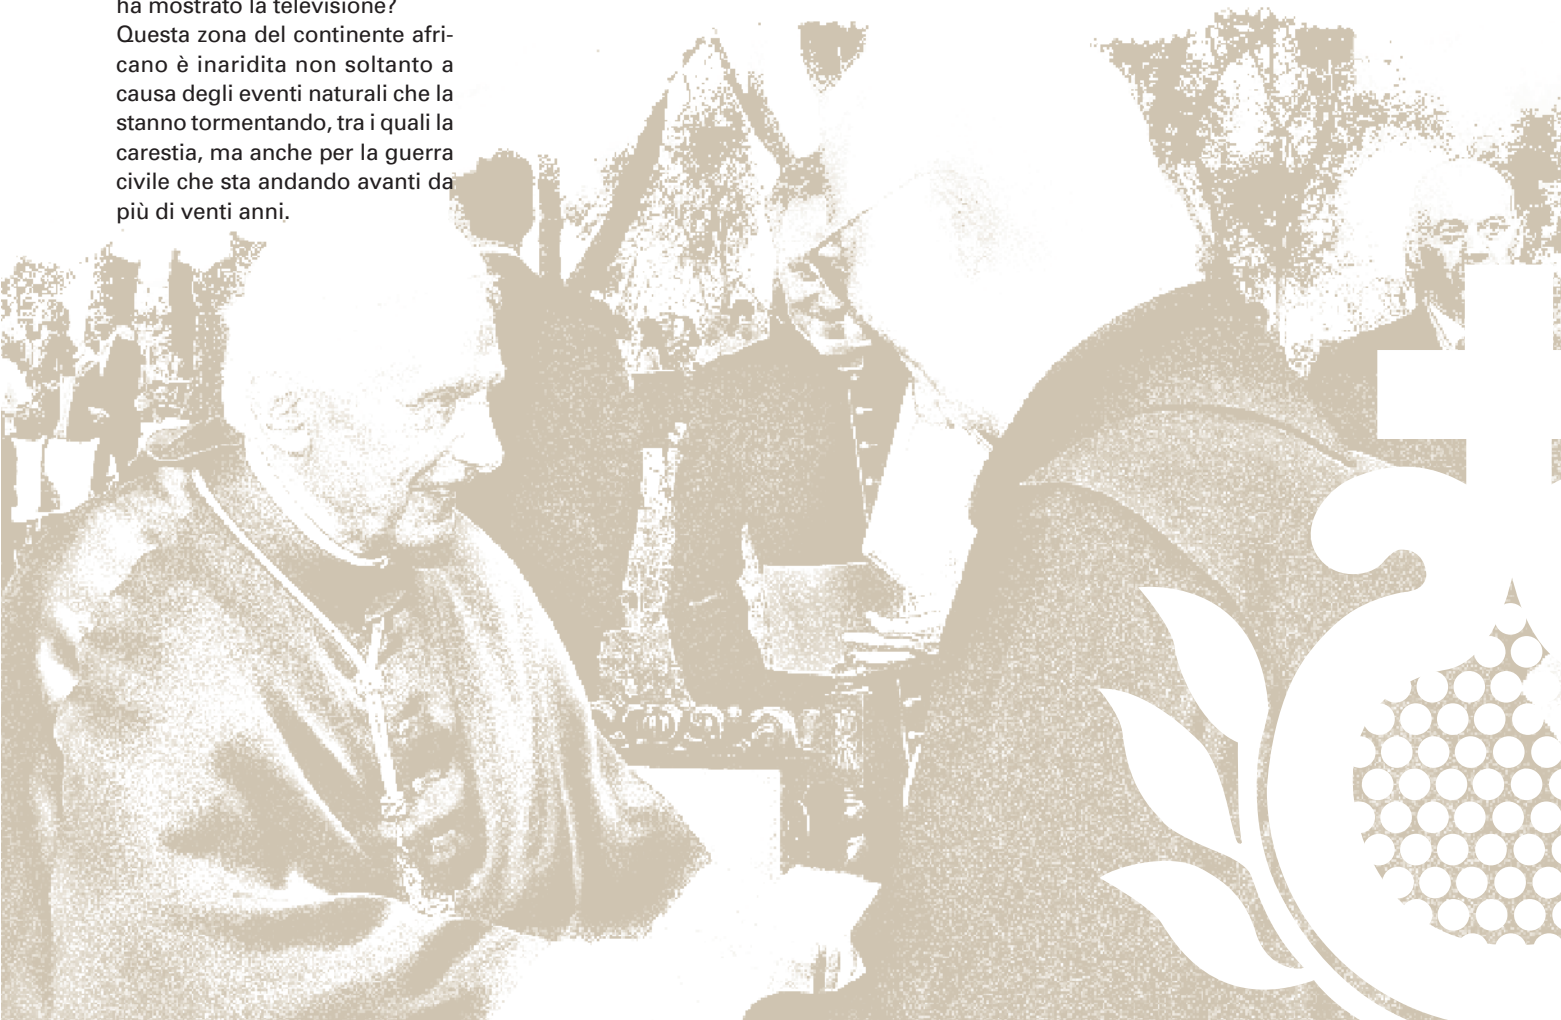 ha mostrato la televisione?
Questa zona del continente afri-
cano è inaridita non soltanto a
causa degli eventi naturali che la
stanno tormentando, tra i quali la
carestia, ma anche per la guerra
civile che sta andando avanti da
più di venti anni.